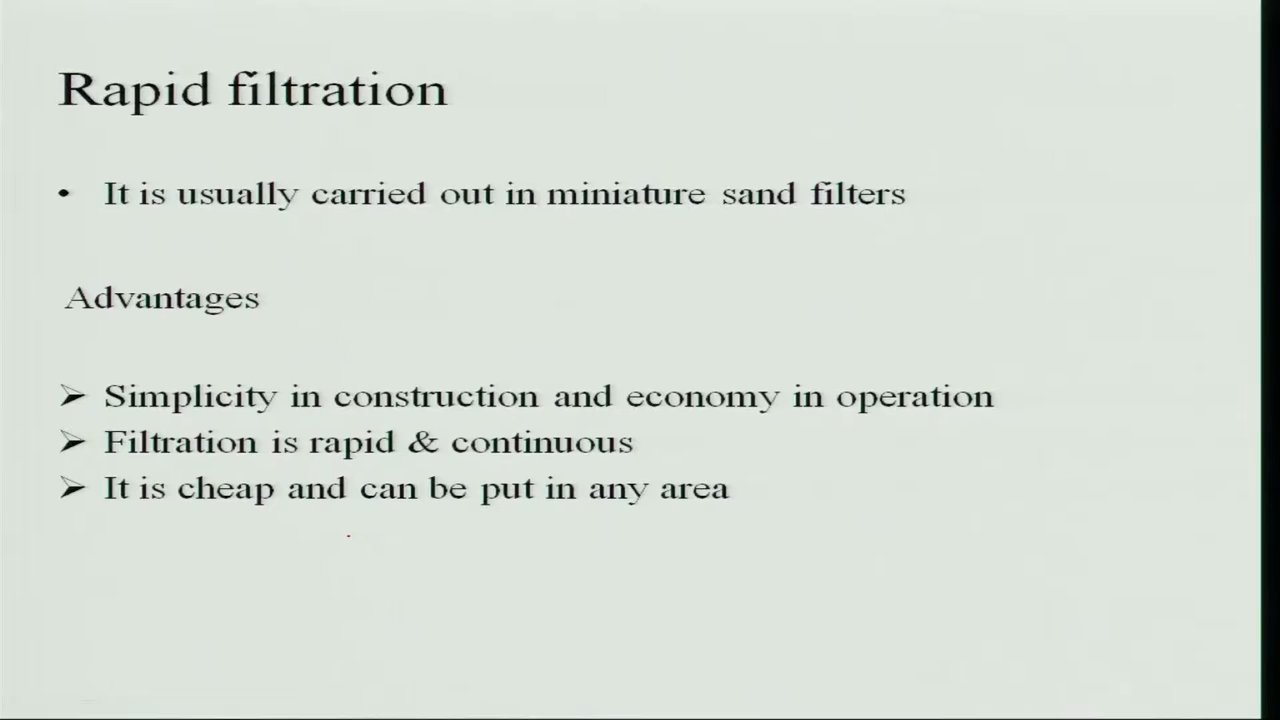 Rapid filtration
• It is usually carried out in miniature sand filters
Advantages
➢ Simplicity in construction and economy in operation
➢ Filtration is rapid & continuous
➢ It is cheap and can be put in any area